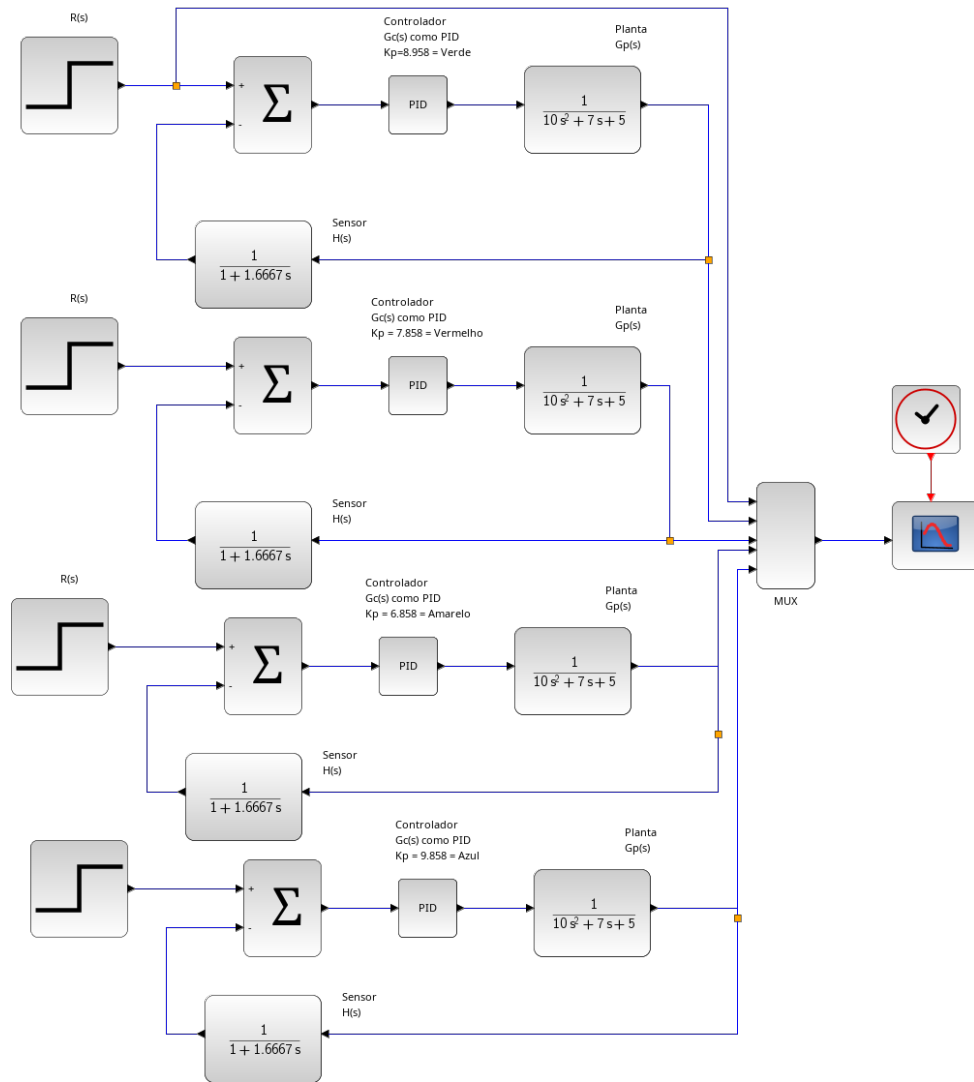 R(s)
Controlador
Gc(s) como PID
Kp=8.958 = Verde
Planta
Gp(s)
+
-
Σ
PID
1
10 s² + 7 s + 5
Sensor
H(s)
1
1 + 1.6667 s
R(s)
Controlador
Gc(s) como PID
Kp = 7.858 = Vermelho
Planta
Gp(s)
+
-
Σ
PID
1
10 s² + 7 s + 5
Sensor
H(s)
1
1 + 1.6667 s
MUX
R(s)
Controlador
Gc(s) como PID
Kp = 6.858 = Amarelo
Planta
Gp(s)
+
-
Σ
PID
1
10 s² + 7 s + 5
Sensor
H(s)
1
1 + 1.6667 s
Controlador
Gc(s) como PID
Kp = 9.858 = Azul
Planta
Gp(s)
+
-
Σ
PID
1
10 s² + 7 s + 5
Sensor
H(s)
1
1 + 1.6667 s